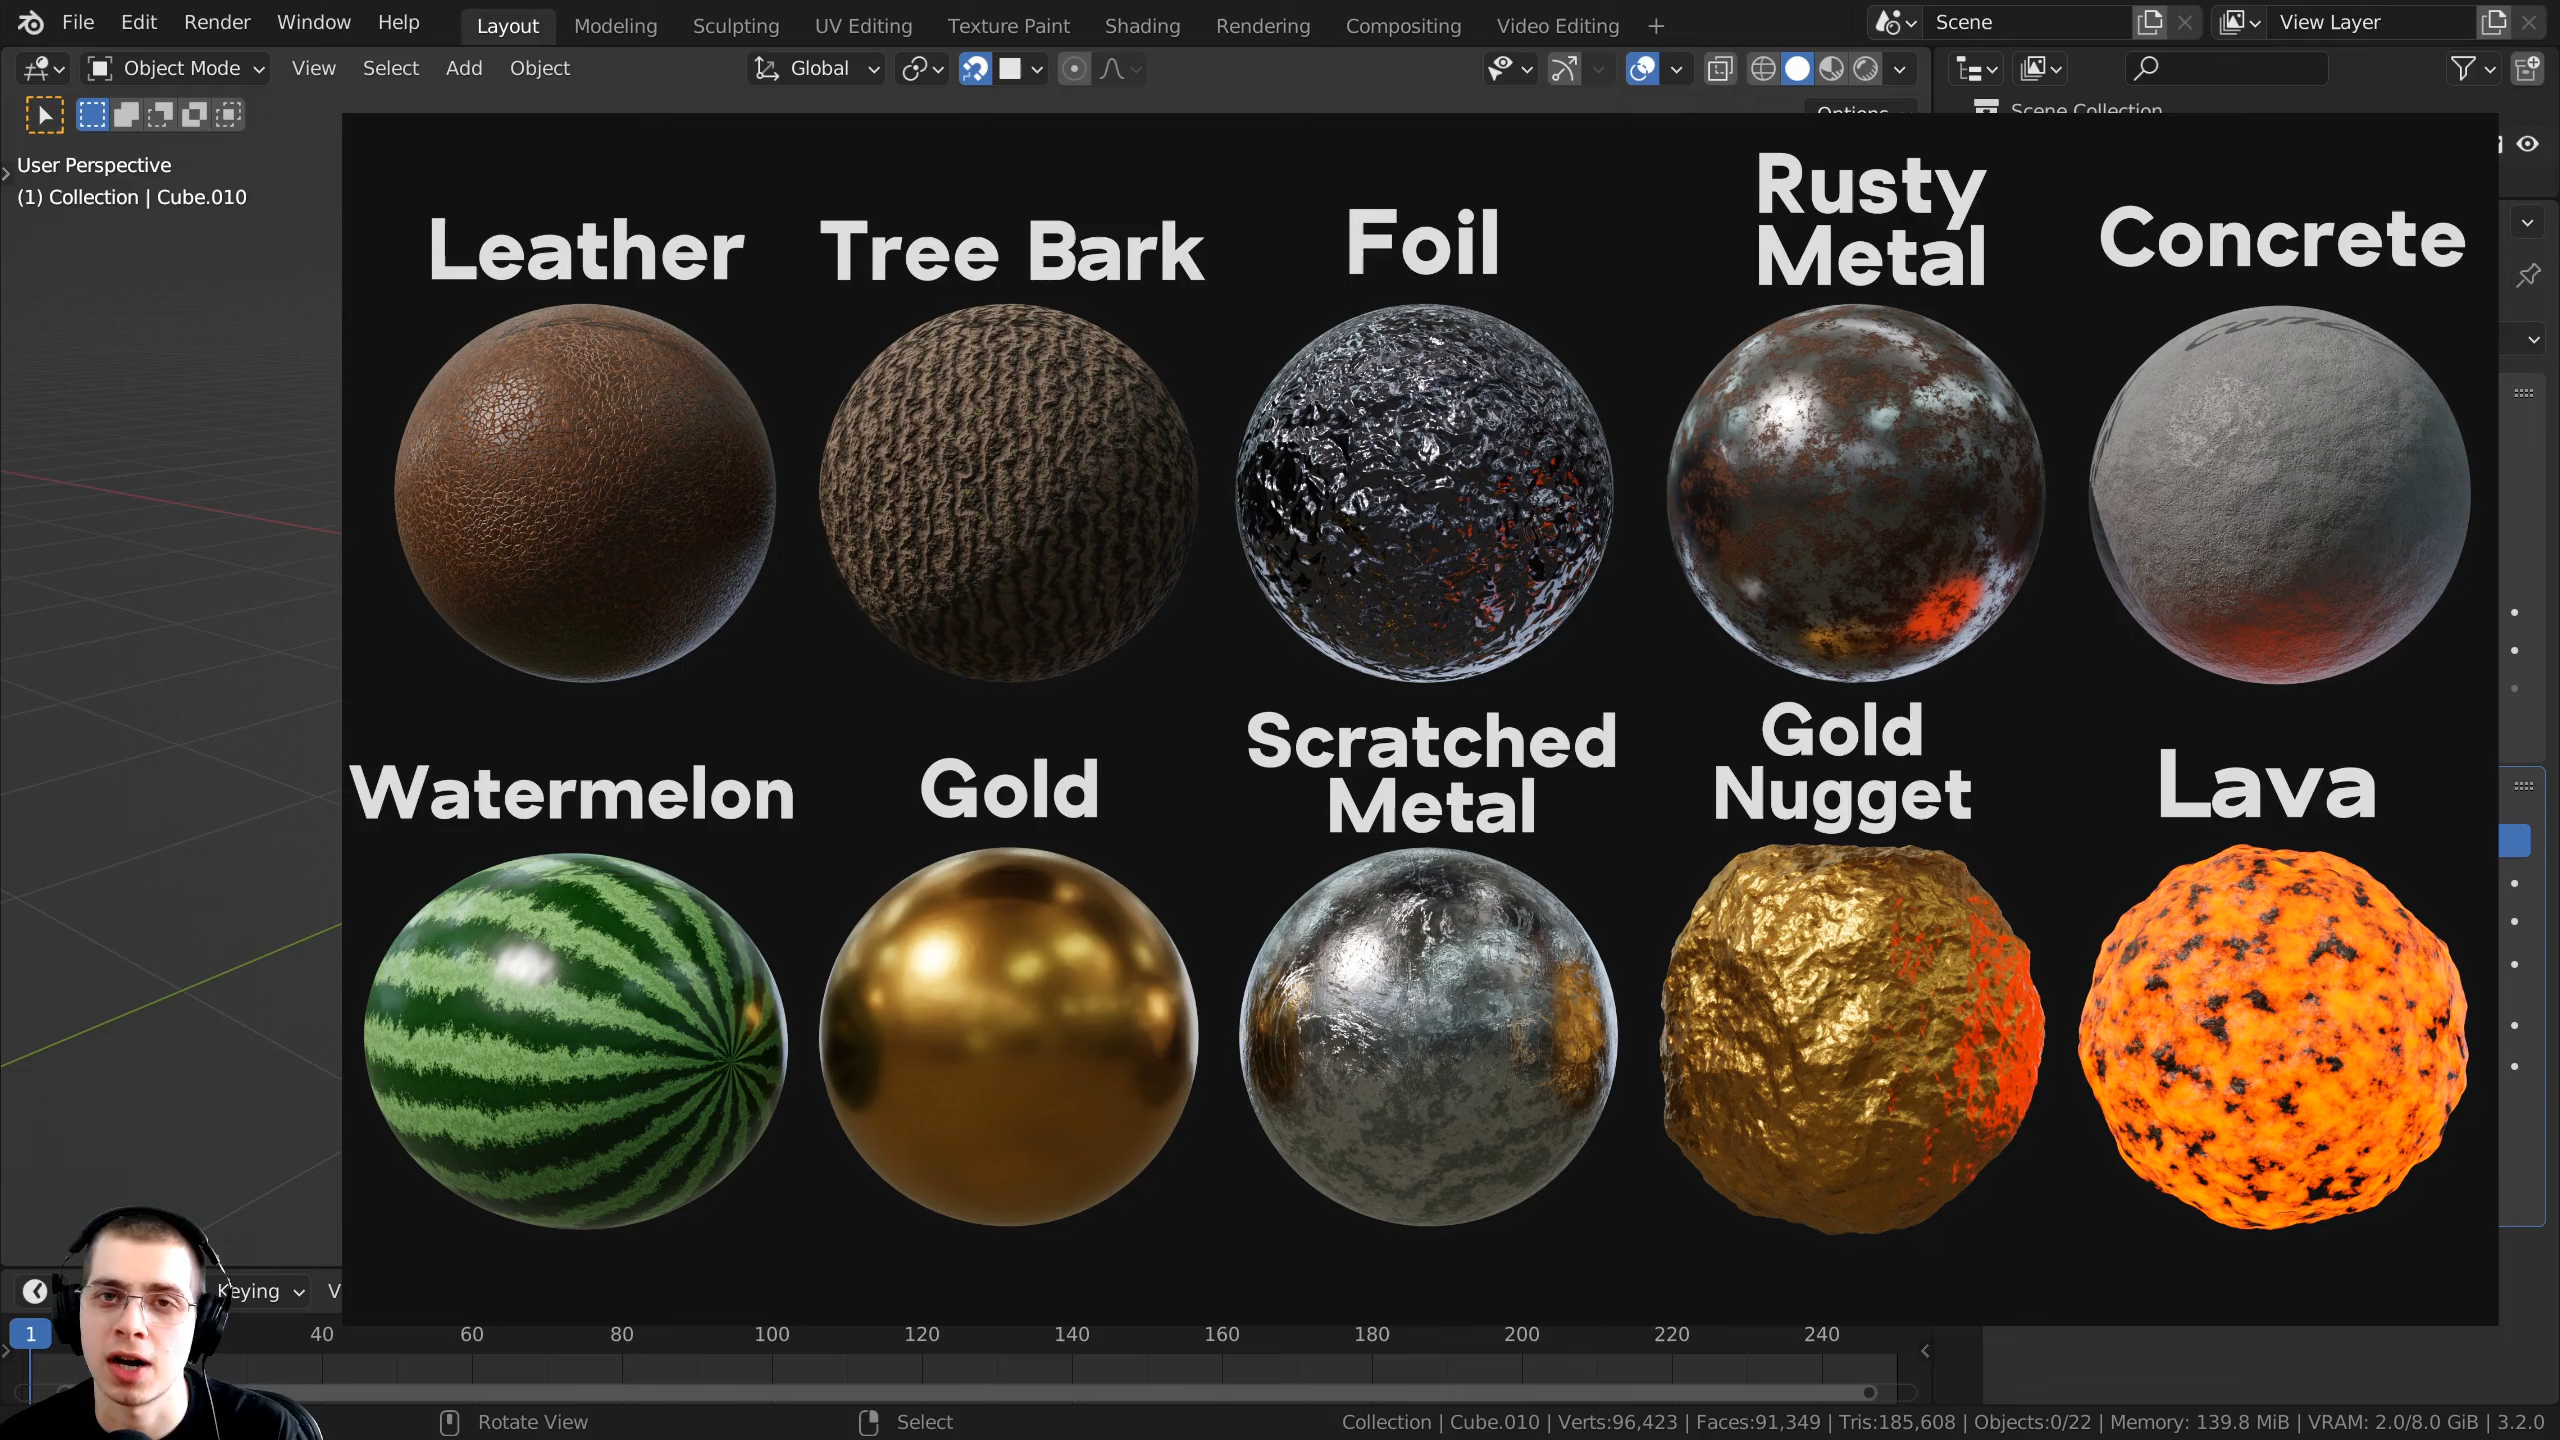 File Edit Render Window Help
Layout Modeling Sculpting UV Editing Texture Paint Shading Rendering Compositing Video Editing +
Scene
View Layer
Object Mode View Select Add Object
Global
Options
Scene Collection
User Perspective
(1) Collection | Cube.010
Leather
Tree Bark
Foil
Rusty
Metal
Concrete
Watermelon
Gold
Scratched
Metal
Gold
Nugget
Lava
Keying V
1 40 60 80 100 120 140 160 180 200 220 240
Rotate View
Select
Collection | Cube.010 | Verts:96,423 | Faces:91,349 | Tris:185,608 | Objects:0/22 | Memory: 139.8 MiB | VRAM: 2.0/8.0 GiB | 3.2.0